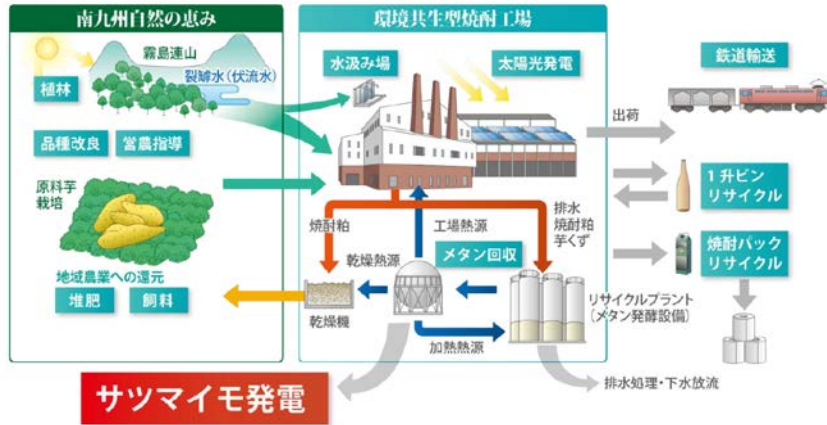 南九州自然の恵み
霧島連山
裂罅水(伏流水)
植林
品種改良
営農指導
原料芋
栽培
地域農業への還元
堆肥
飼料
環境共生型焼酎工場
水汲み場
太陽光発電
焼酎粕
工場熱源
排水
焼酎粕
芋くず
乾燥熱源
メタン回収
乾燥機
加熱熱源
リサイクルプラント
(メタン発酵設備)
出荷
鉄道輸送
1升ビン
リサイクル
焼酎パック
リサイクル
排水処理・下水放流
サツマイモ発電